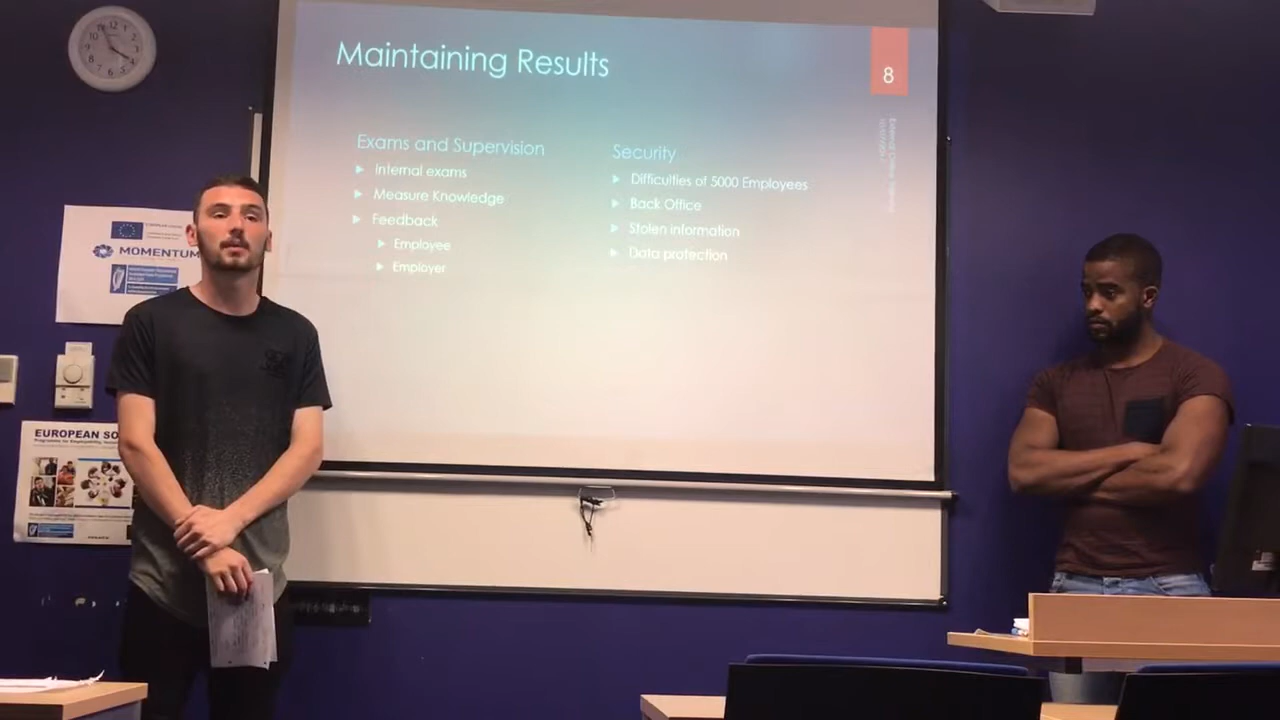 Maintaining Results
8
Exams and Supervision
Internal exams
Measure Knowledge
Feedback
Employee
Employer
Security
Difficulties of 5000 Employees
Back Office
Stolen information
Data protection
MOMENTUM
EUROPEAN SO